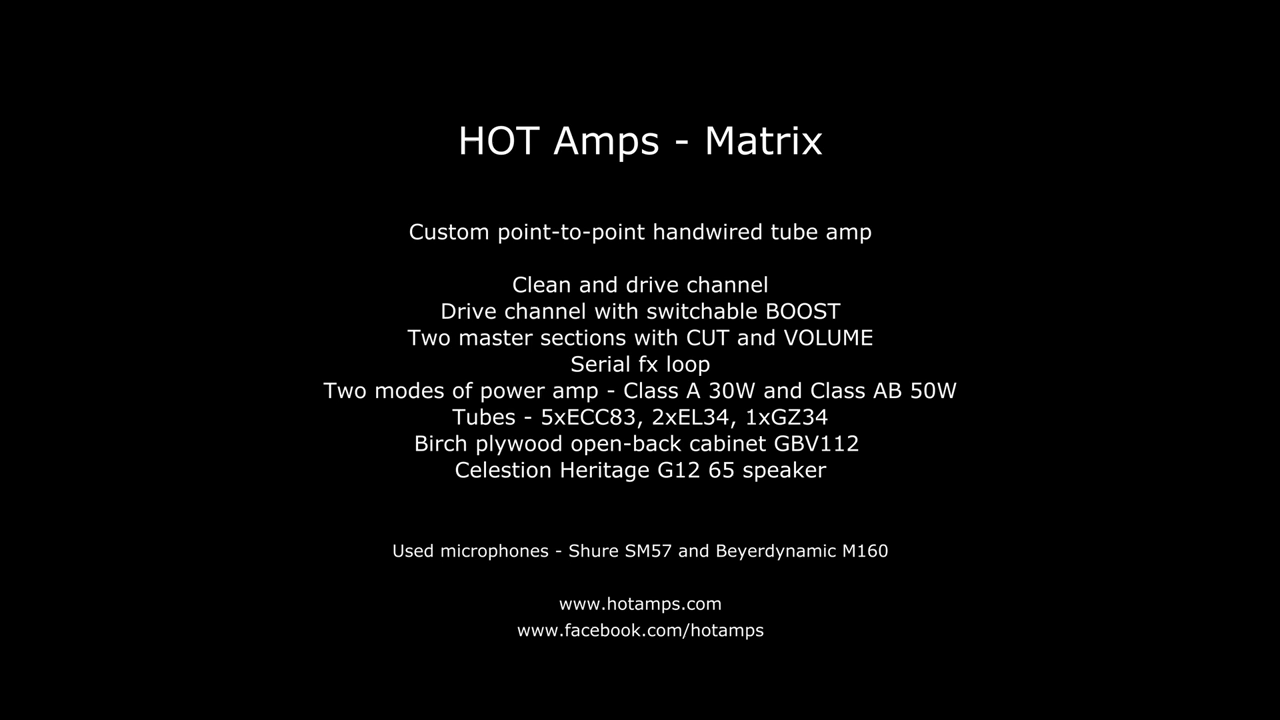 HOT Amps - Matrix
Custom point-to-point handwired tube amp
Clean and drive channel
Drive channel with switchable BOOST
Two master sections with CUT and VOLUME
Serial fx loop
Two modes of power amp - Class A 30W and Class AB 50W
Tubes - 5xECC83, 2xEL34, 1xGZ34
Birch plywood open-back cabinet GBV112
Celestion Heritage G12 65 speaker
Used microphones - Shure SM57 and Beyerdynamic M160
www.hotamps.com
www.facebook.com/hotamps